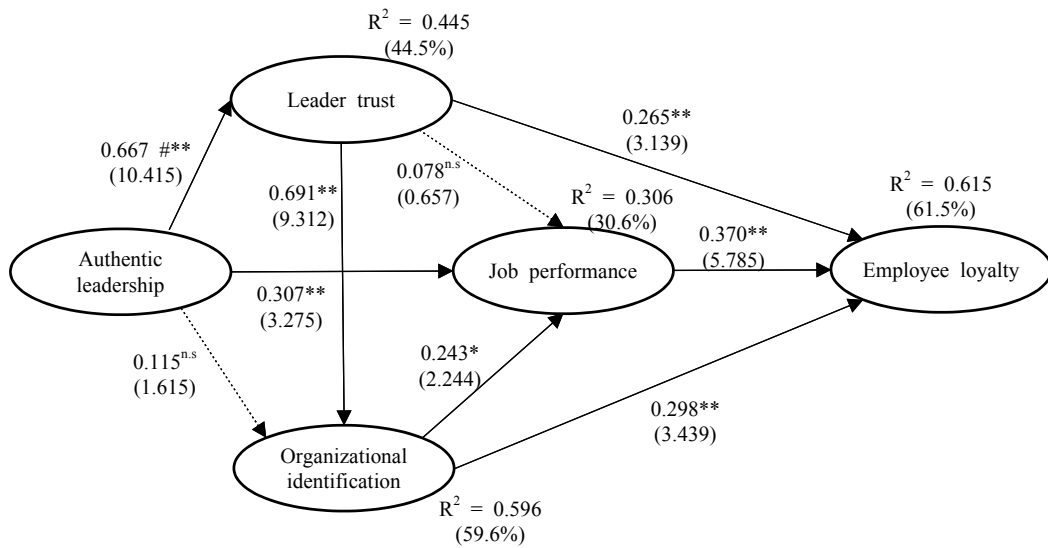 R² = 0.445
(44.5%)
Leader trust
0.667 #**
(10.415)
0.265**
(3.139)
0.078ⁿ·ˢ
(0.657)
0.691**
(9.312)
R² = 0.306
(30.6%)
R² = 0.615
(61.5%)
Authentic
leadership
Job performance
0.370**
(5.785)
Employee loyalty
0.307**
(3.275)
0.115ⁿ·ˢ
(1.615)
0.243*
(2.244)
0.298**
(3.439)
Organizational
identification
R² = 0.596
(59.6%)